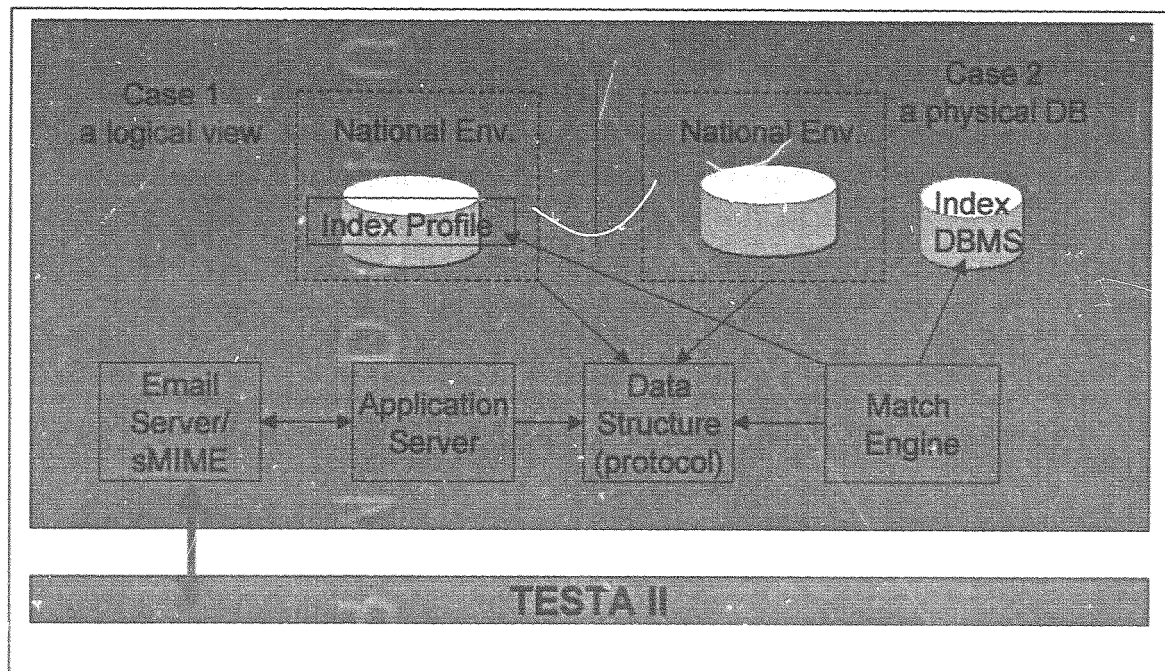 Case 1
a logical view
National Env.
Index Profile
National Env.
Case 2
a physical DB
Index
DBMS
Email
Server/
sMIME
Application
Server
Data
Structure
(protocol)
Match
Engine
TESTA II